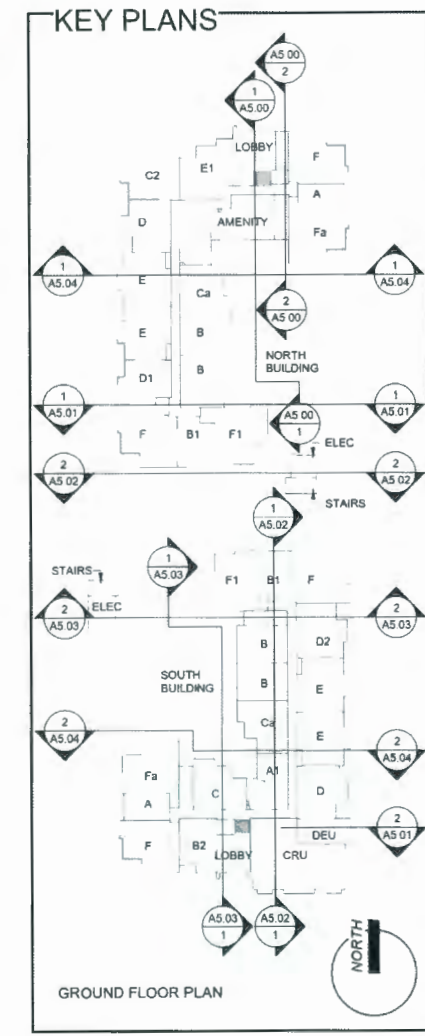 KEY PLANS
A5.00
2
1
A5.00
LOBBY
E1
F
C2
A
D
AMENITY
Fa
1
A5.04
1
A5.04
E
Ca
2
A5.00
E
B
NORTH
BUILDING
B
D1
1
A5.01
1
A5.01
A5.00
1
F
B1
F1
ELEC
2
A5.02
2
A5.02
STAIRS
1
A5.02
1
A5.03
STAIRS
F1
B1
F
ELEC
2
A5.03
2
A5.03
B
D2
SOUTH
BUILDING
B
E
Ca
2
A5.04
E
2
A5.04
A1
Fa
C
D
A
2
A5.01
DEU
F
B2
LOBBY
CRU
A5.03
1
A5.02
1
NORTH
GROUND FLOOR PLAN